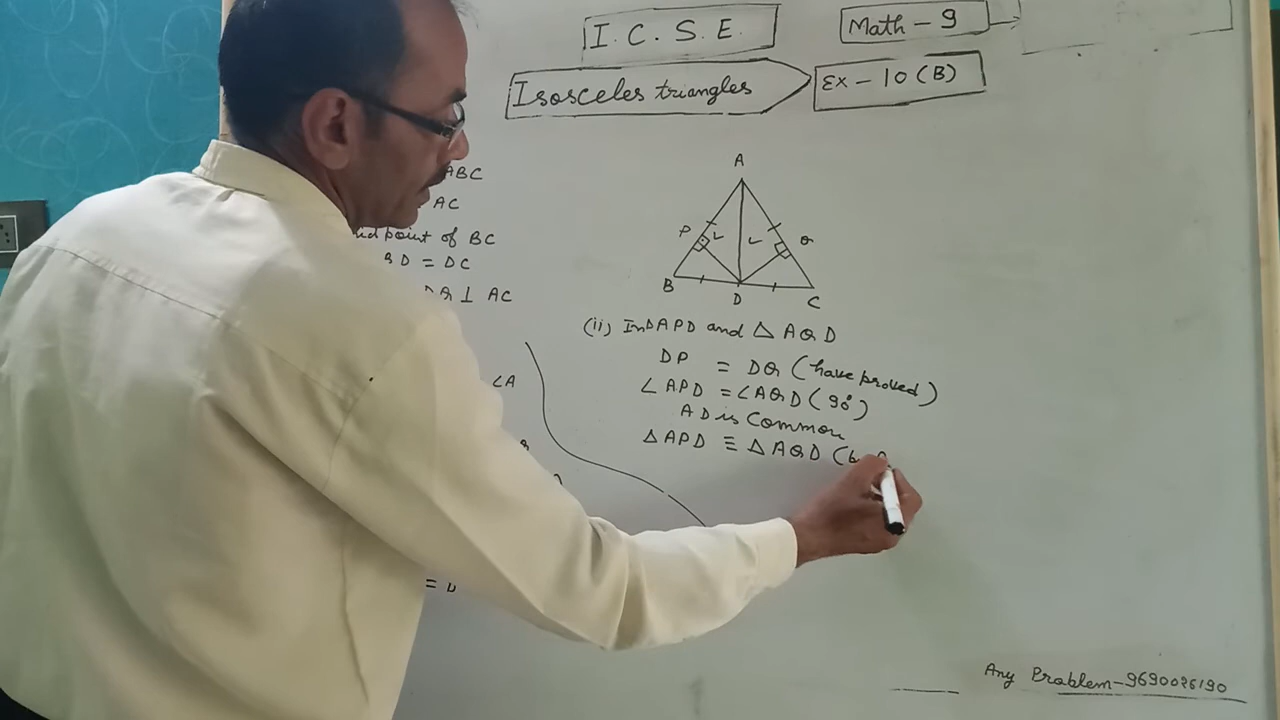 I. C. S. E.
Math - 9
Isosceles triangles
Ex - 10 (B)
ABC
AC
point of BC
BD = DC
⊥ AC
∠A
A
P
Q
B
D
C
(ii) In ∆APD and △ AQD
DP = DQ (have proved)
∠ APD = ∠AQD (90°)
AD is Common
△ APD ≡ △ AQD (b
Any Problem-9690026190